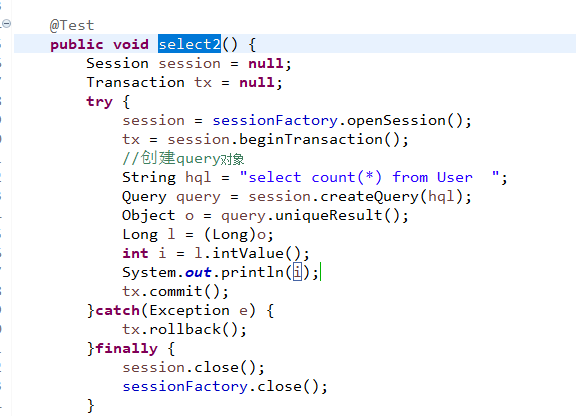 @Test
public void select2() {
Session session = null;
Transaction tx = null;
try {
session = sessionFactory.openSession();
tx = session.beginTransaction();
//创建query对象
String hql = "select count(*) from User  ";
Query query = session.createQuery(hql);
Object o = query.uniqueResult();
Long l = (Long)o;
int i = l.intValue();
System.out.println(i);
tx.commit();
}catch(Exception e) {
tx.rollback();
}finally {
session.close();
sessionFactory.close();
}